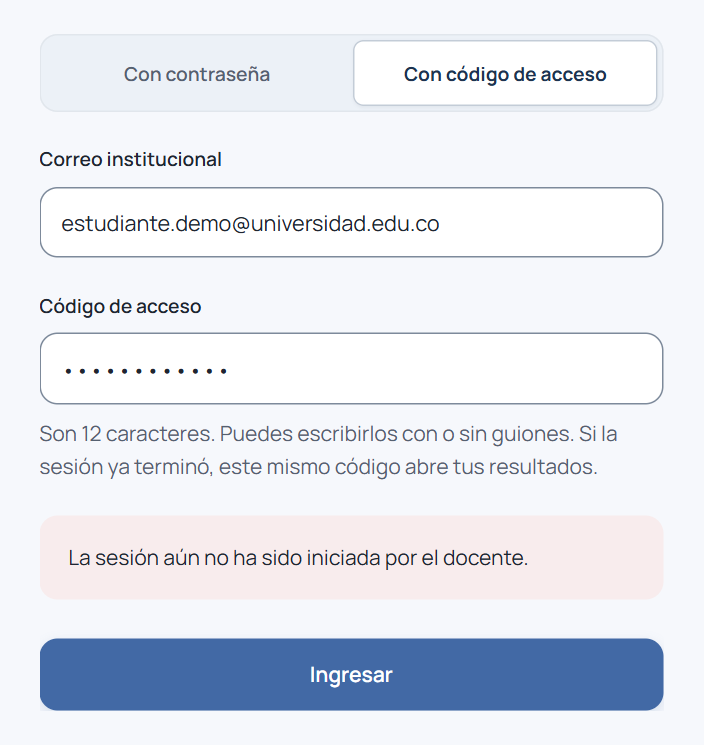 Con contraseña
Con código de acceso
Correo institucional
estudiante.demo@universidad.edu.co
Código de acceso
••••••••••••
Son 12 caracteres. Puedes escribirlos con o sin guiones. Si la
sesión ya terminó, este mismo código abre tus resultados.
La sesión aún no ha sido iniciada por el docente.
Ingresar